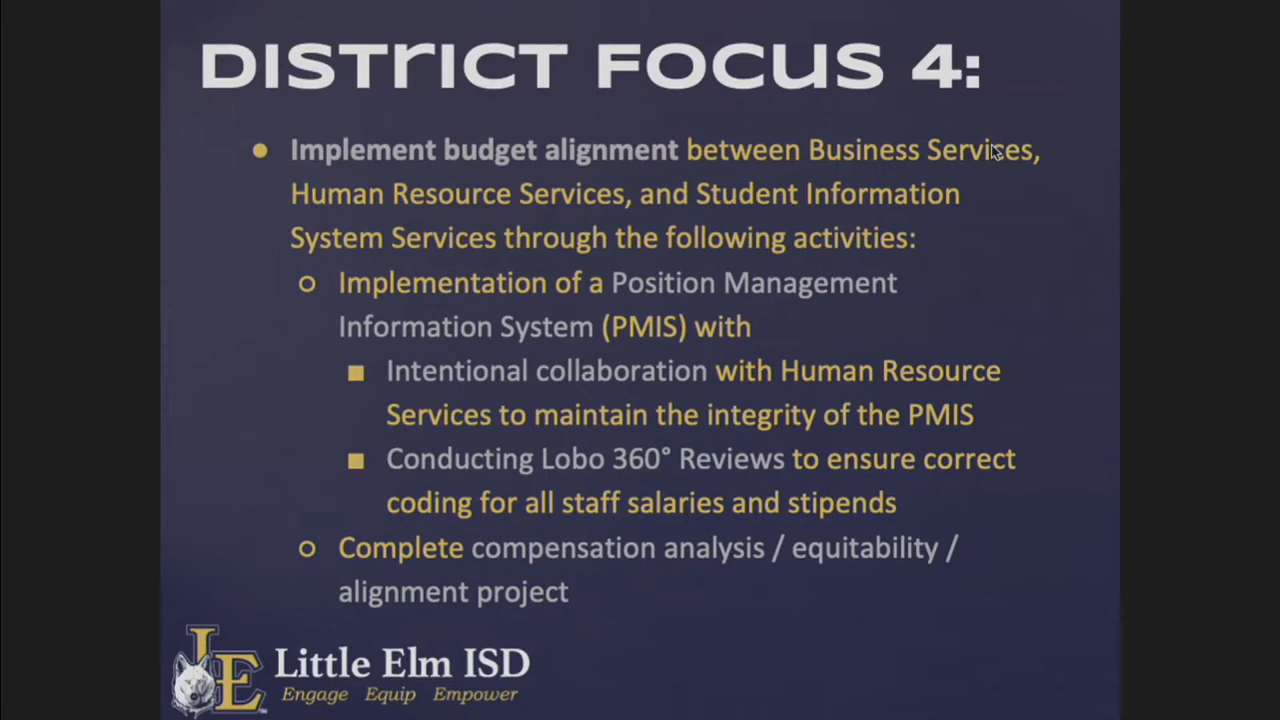 DISTRICT FOCUS 4:
● Implement budget alignment between Business Services,
Human Resource Services, and Student Information
System Services through the following activities:
○ Implementation of a Position Management
Information System (PMIS) with
■ Intentional collaboration with Human Resource
Services to maintain the integrity of the PMIS
■ Conducting Lobo 360° Reviews to ensure correct
coding for all staff salaries and stipends
○ Complete compensation analysis / equitability /
alignment project
LE
Little Elm ISD
Engage Equip Empower